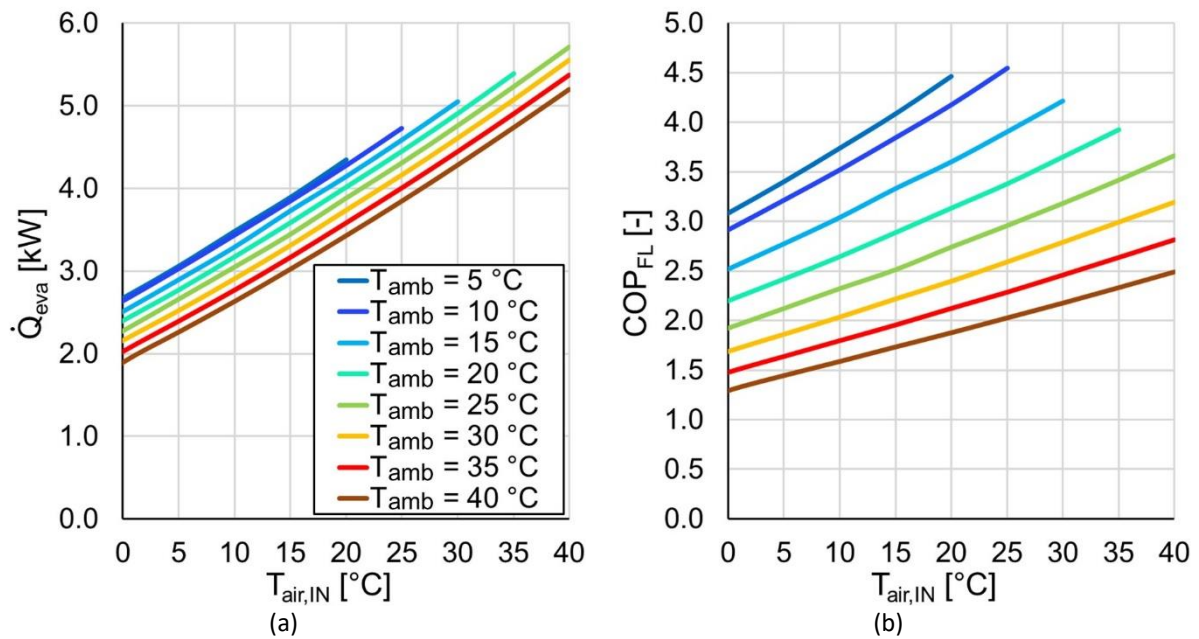 6.0
5.0
4.0
3.0
2.0
1.0
0.0
Q̇eva [kW]
Tamb = 5 °C
Tamb = 10 °C
Tamb = 15 °C
Tamb = 20 °C
Tamb = 25 °C
Tamb = 30 °C
Tamb = 35 °C
Tamb = 40 °C
0 5 10 15 20 25 30 35 40
Tair,IN [°C]
(a)
5.0
4.5
4.0
3.5
3.0
2.5
2.0
1.5
1.0
0.5
0.0
COPFL [-]
0 5 10 15 20 25 30 35 40
Tair,IN [°C]
(b)